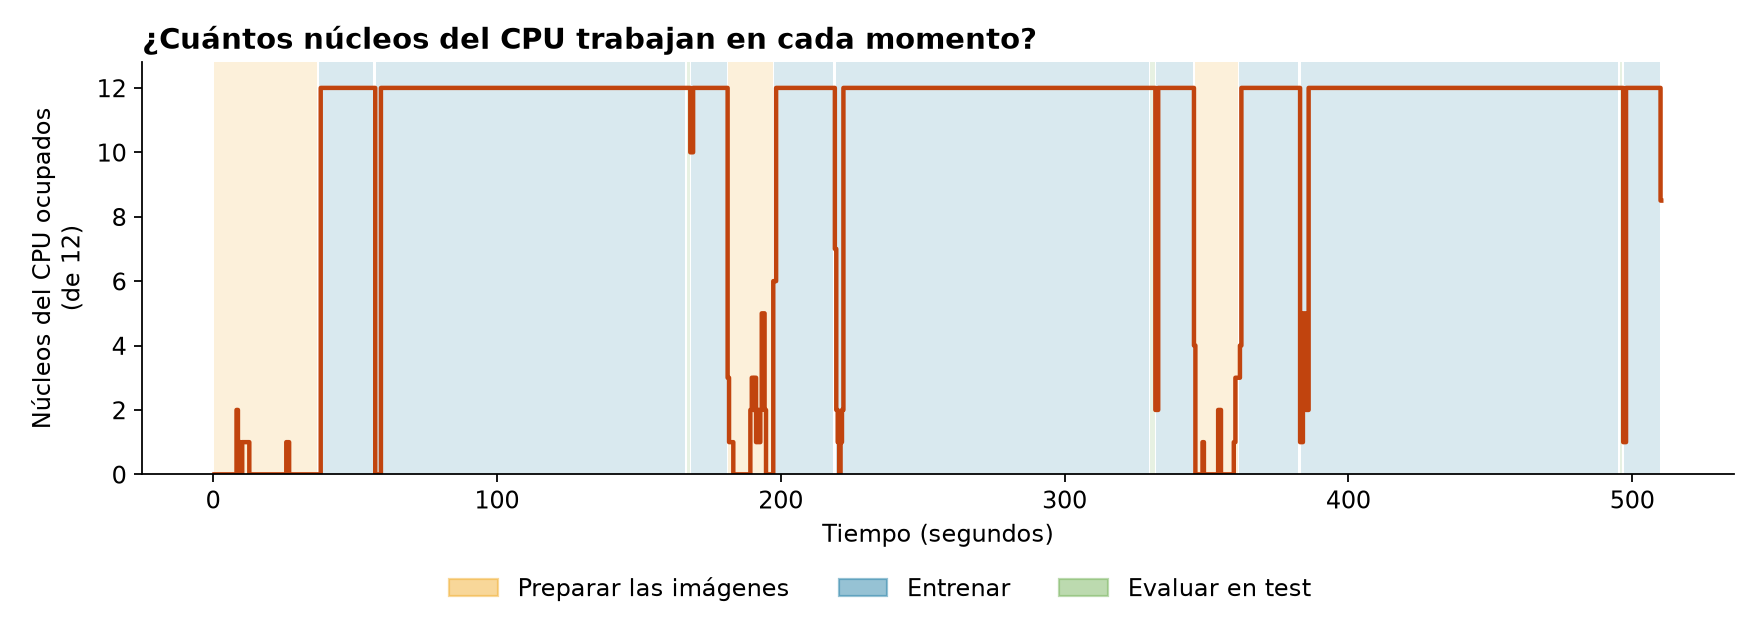 ¿Cuántos núcleos del CPU trabajan en cada momento?
Núcleos del CPU ocupados
(de 12)
12
10
8
6
4
2
0
0 100 200 300 400 500
Tiempo (segundos)
Preparar las imágenes Entrenar Evaluar en test